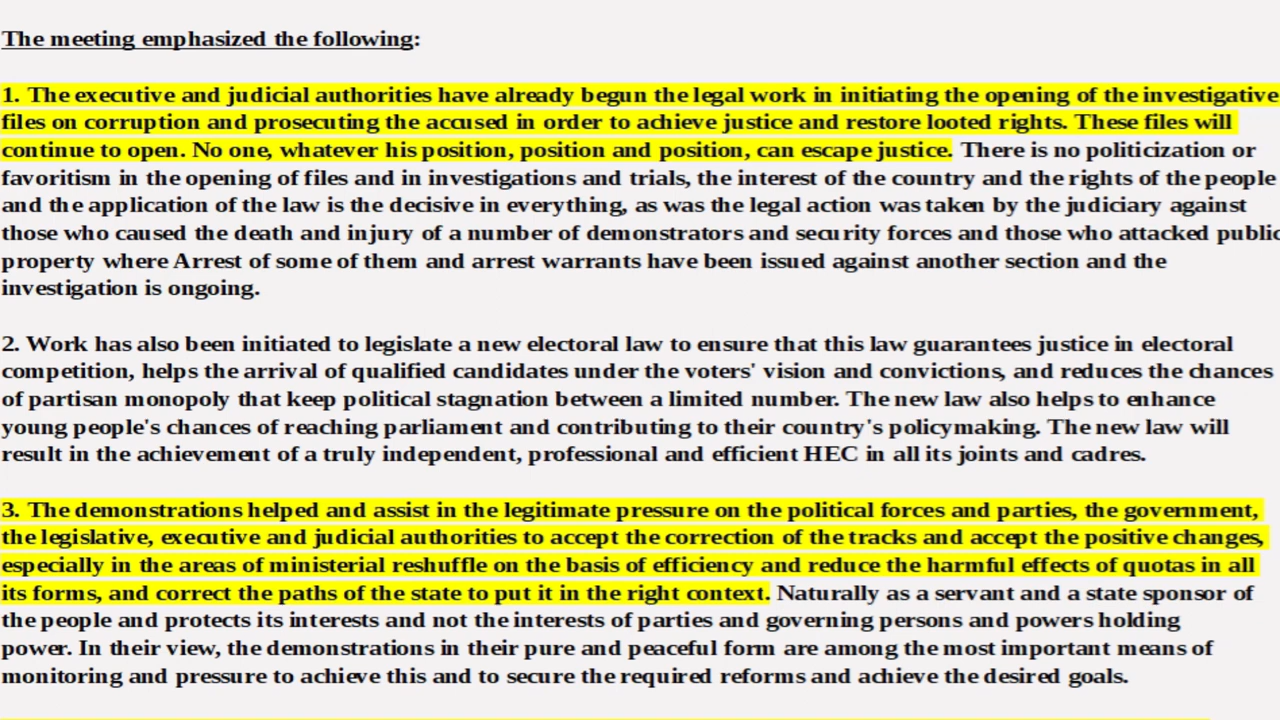 The meeting emphasized the following:
1. The executive and judicial authorities have already begun the legal work in initiating the opening of the investigative
files on corruption and prosecuting the accused in order to achieve justice and restore looted rights. These files will
continue to open. No one, whatever his position, position and position, can escape justice. There is no politicization or
favoritism in the opening of files and in investigations and trials, the interest of the country and the rights of the people
and the application of the law is the decisive in everything, as was the legal action was taken by the judiciary against
those who caused the death and injury of a number of demonstrators and security forces and those who attacked public
property where Arrest of some of them and arrest warrants have been issued against another section and the
investigation is ongoing.
2. Work has also been initiated to legislate a new electoral law to ensure that this law guarantees justice in electoral
competition, helps the arrival of qualified candidates under the voters' vision and convictions, and reduces the chances
of partisan monopoly that keep political stagnation between a limited number. The new law also helps to enhance
young people's chances of reaching parliament and contributing to their country's policymaking. The new law will
result in the achievement of a truly independent, professional and efficient HEC in all its joints and cadres.
3. The demonstrations helped and assist in the legitimate pressure on the political forces and parties, the government,
the legislative, executive and judicial authorities to accept the correction of the tracks and accept the positive changes,
especially in the areas of ministerial reshuffle on the basis of efficiency and reduce the harmful effects of quotas in all
its forms, and correct the paths of the state to put it in the right context. Naturally as a servant and a state sponsor of
the people and protects its interests and not the interests of parties and governing persons and powers holding
power. In their view, the demonstrations in their pure and peaceful form are among the most important means of
monitoring and pressure to achieve this and to secure the required reforms and achieve the desired goals.